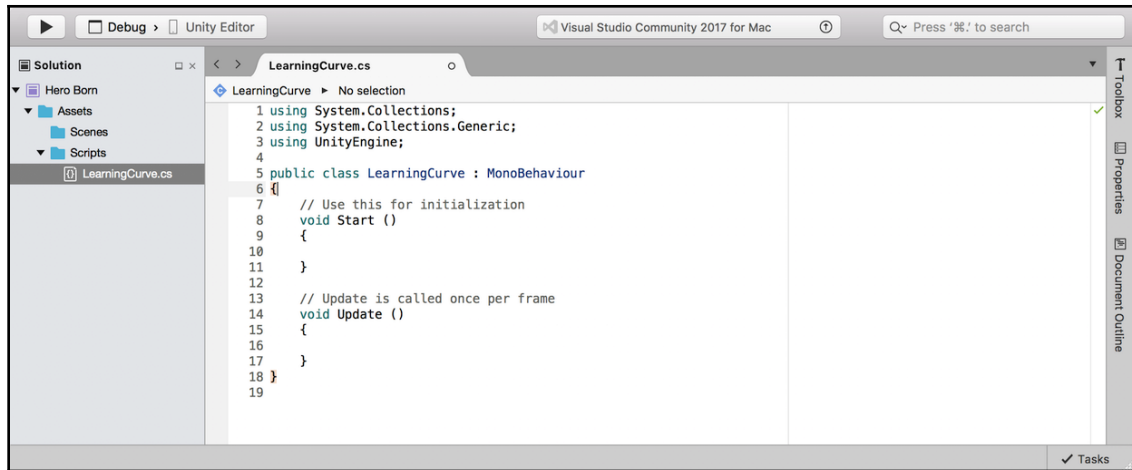 Debug › Unity Editor
Visual Studio Community 2017 for Mac
Press '⌘.' to search
Solution
Hero Born
Assets
Scenes
Scripts
LearningCurve.cs
LearningCurve.cs
LearningCurve ▸ No selection
1 using System.Collections;
2 using System.Collections.Generic;
3 using UnityEngine;
4
5 public class LearningCurve : MonoBehaviour
6 {
7     // Use this for initialization
8     void Start ()
9     {
10
11     }
12
13     // Update is called once per frame
14     void Update ()
15     {
16
17     }
18 }
19
Toolbox
Properties
Document Outline
Tasks